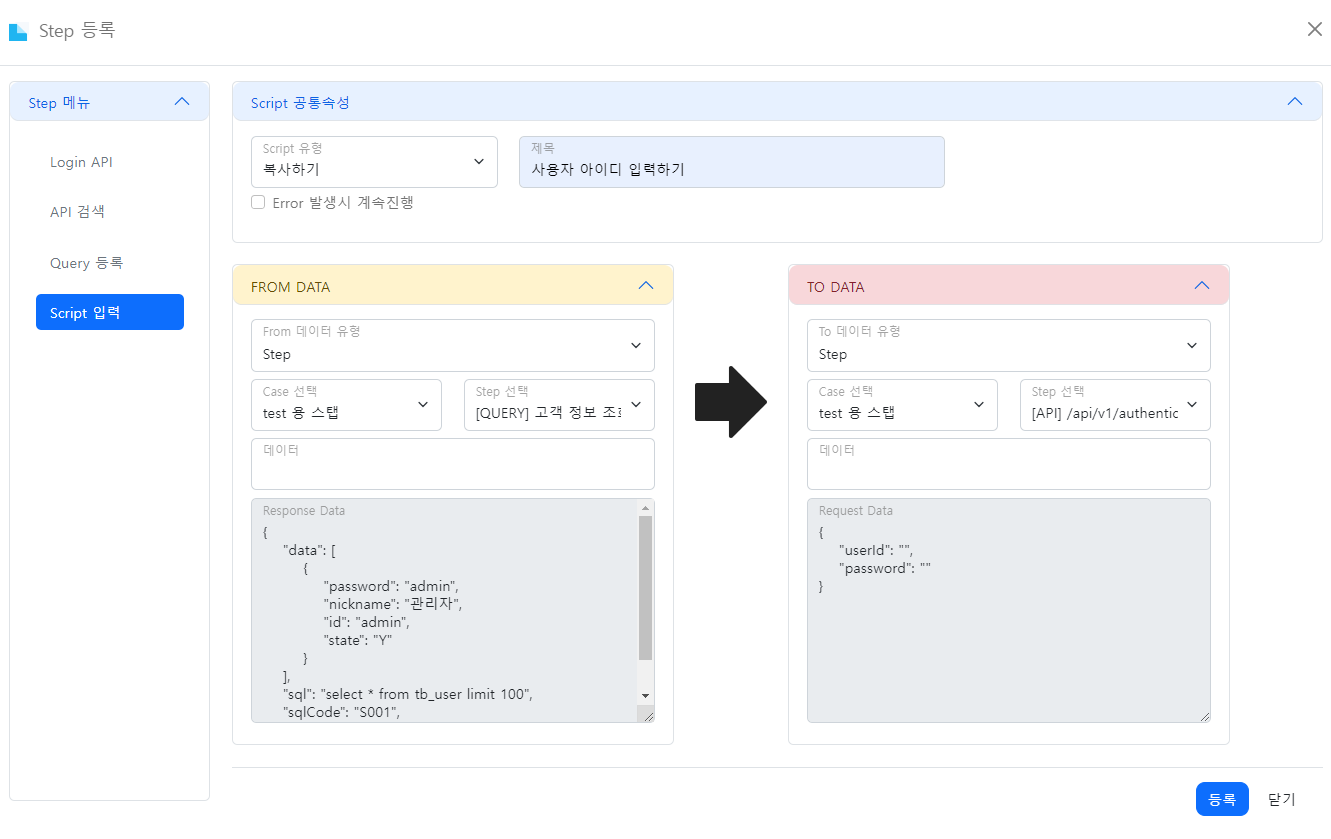 Step 등록
Step 메뉴
Login API
API 검색
Query 등록
Script 입력
Script 공통속성
Script 유형
복사하기
제목
사용자 아이디 입력하기
Error 발생시 계속진행
FROM DATA
From 데이터 유형
Step
Case 선택
test 용 스탭
Step 선택
[QUERY] 고객 정보 조
데이터
Response Data
{
"data": [
{
"password": "admin",
"nickname": "관리자",
"id": "admin",
"state": "Y"
}
],
"sql": "select * from tb_user limit 100",
"sqlCode": "S001",
TO DATA
To 데이터 유형
Step
Case 선택
test 용 스탭
Step 선택
[API] /api/v1/authentic
데이터
Request Data
{
"userId": "",
"password": ""
}
등록
닫기